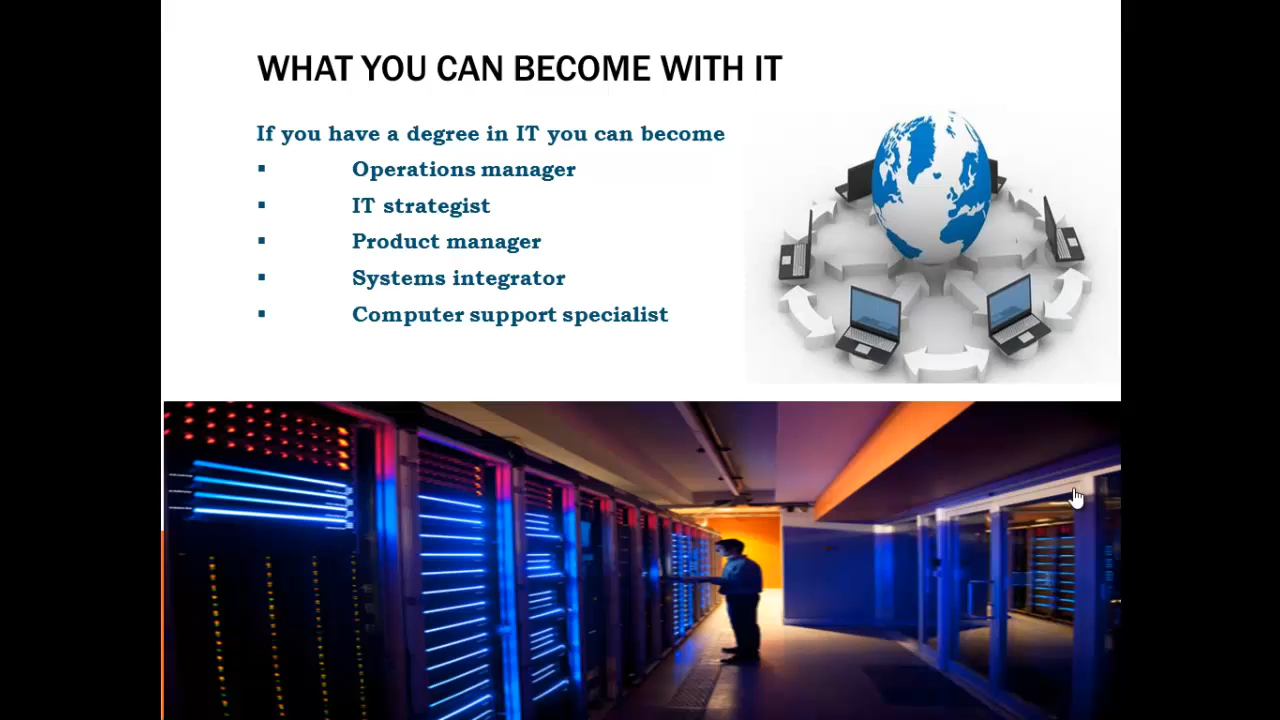 WHAT YOU CAN BECOME WITH IT
If you have a degree in IT you can become
▪ Operations manager
▪ IT strategist
▪ Product manager
▪ Systems integrator
▪ Computer support specialist